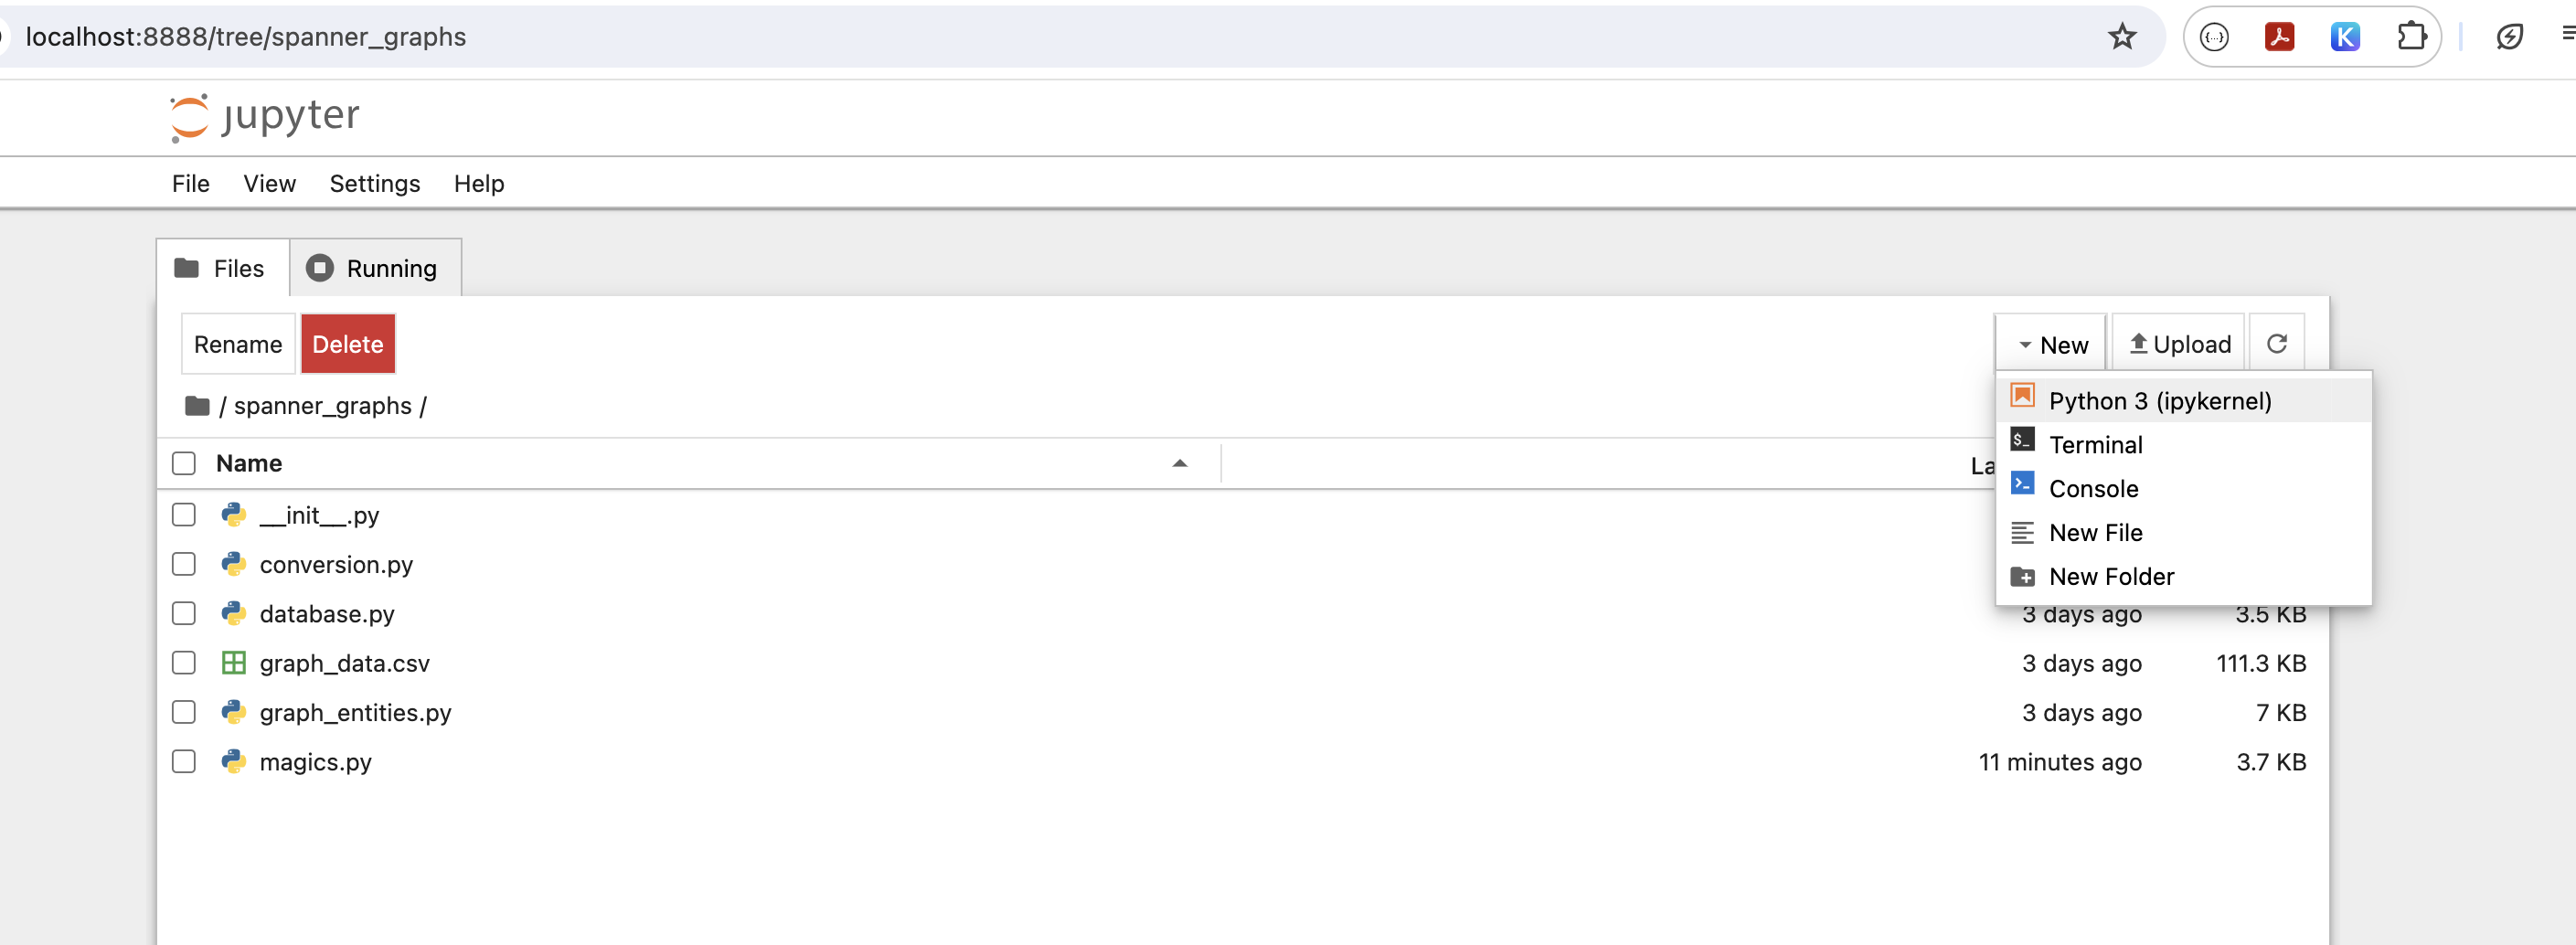 localhost:8888/tree/spanner_graphs
{...} K
jupyter
File View Settings Help
Files Running
Rename Delete New Upload
/ spanner_graphs /
Python 3 (ipykernel)
$_ Terminal
Name La
>_ Console
__init__.py
New File
conversion.py
New Folder
database.py 3 days ago 3.5 KB
graph_data.csv 3 days ago 111.3 KB
graph_entities.py 3 days ago 7 KB
magics.py 11 minutes ago 3.7 KB